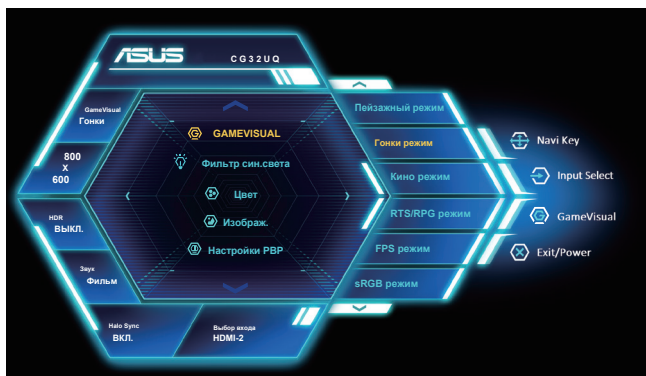 ASUS
CG32UQ
GameVisual
Гонки
800
X
600
HDR
ВЫКЛ.
Звук
Фильм
Halo Sync
ВКЛ.
Выбор входа
HDMI-2
GAMEVISUAL
Фильтр син.света
Цвет
Изображ.
Настройки PBP
Пейзажный режим
Гонки режим
Кино режим
RTS/RPG режим
FPS режим
sRGB режим
Navi Key
Input Select
GameVisual
Exit/Power